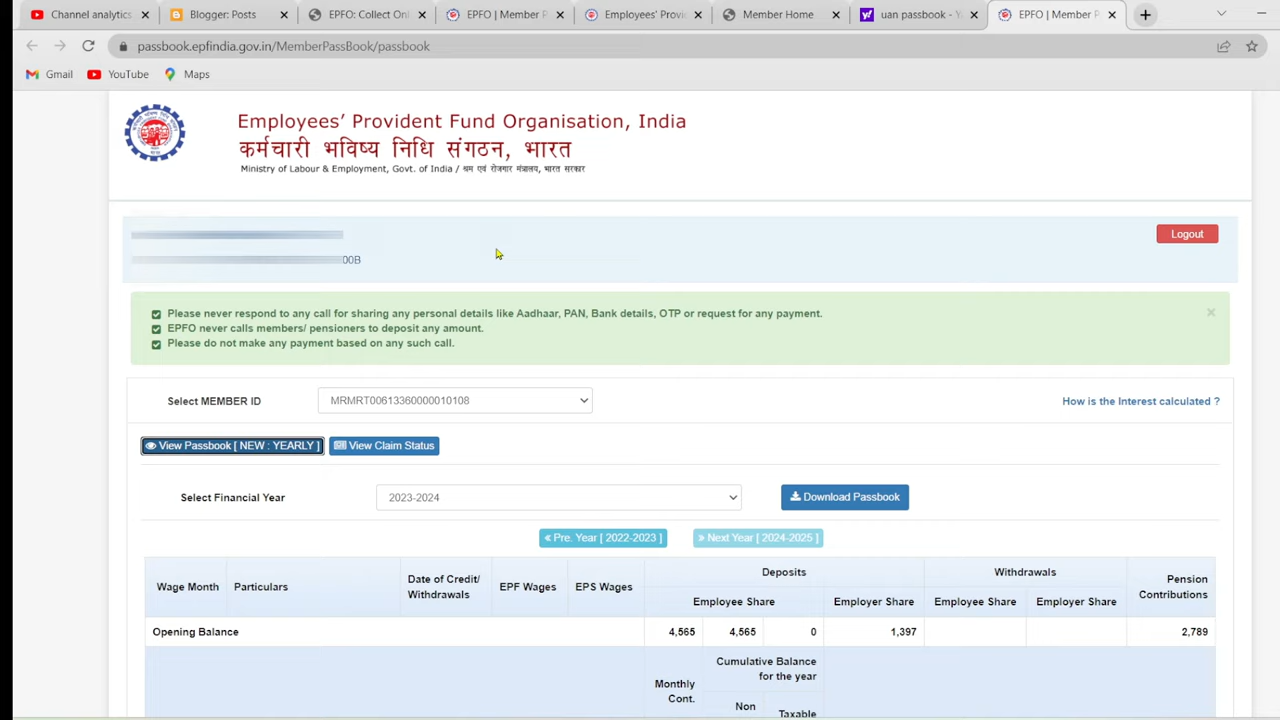 Channel analytics
Blogger: Posts
EPFO: Collect Onl
EPFO | Member P
Employees' Provi
Member Home
uan passbook - Y
EPFO | Member P
passbook.epfindia.gov.in/MemberPassBook/passbook
Gmail YouTube Maps
Employees' Provident Fund Organisation, India
कर्मचारी भविष्य निधि संगठन, भारत
Ministry of Labour & Employment, Govt. of India / श्रम एवं रोजगार मंत्रालय, भारत सरकार
Logout
00B
Please never respond to any call for sharing any personal details like Aadhaar, PAN, Bank details, OTP or request for any payment.
EPFO never calls members/ pensioners to deposit any amount.
Please do not make any payment based on any such call.
Select MEMBER ID MRMRT00613360000010108 How is the Interest calculated ?
View Passbook [ NEW : YEARLY ] View Claim Status
Select Financial Year 2023-2024 Download Passbook
« Pre. Year [ 2022-2023 ] » Next Year [ 2024-2025 ]
Wage Month Particulars Date of Credit/ Withdrawals EPF Wages EPS Wages Deposits Withdrawals Pension Contributions
Employee Share Employer Share Employee Share Employer Share
Opening Balance 4,565 4,565 0 1,397 2,789
Monthly Cont. Cumulative Balance for the year
Non Taxable